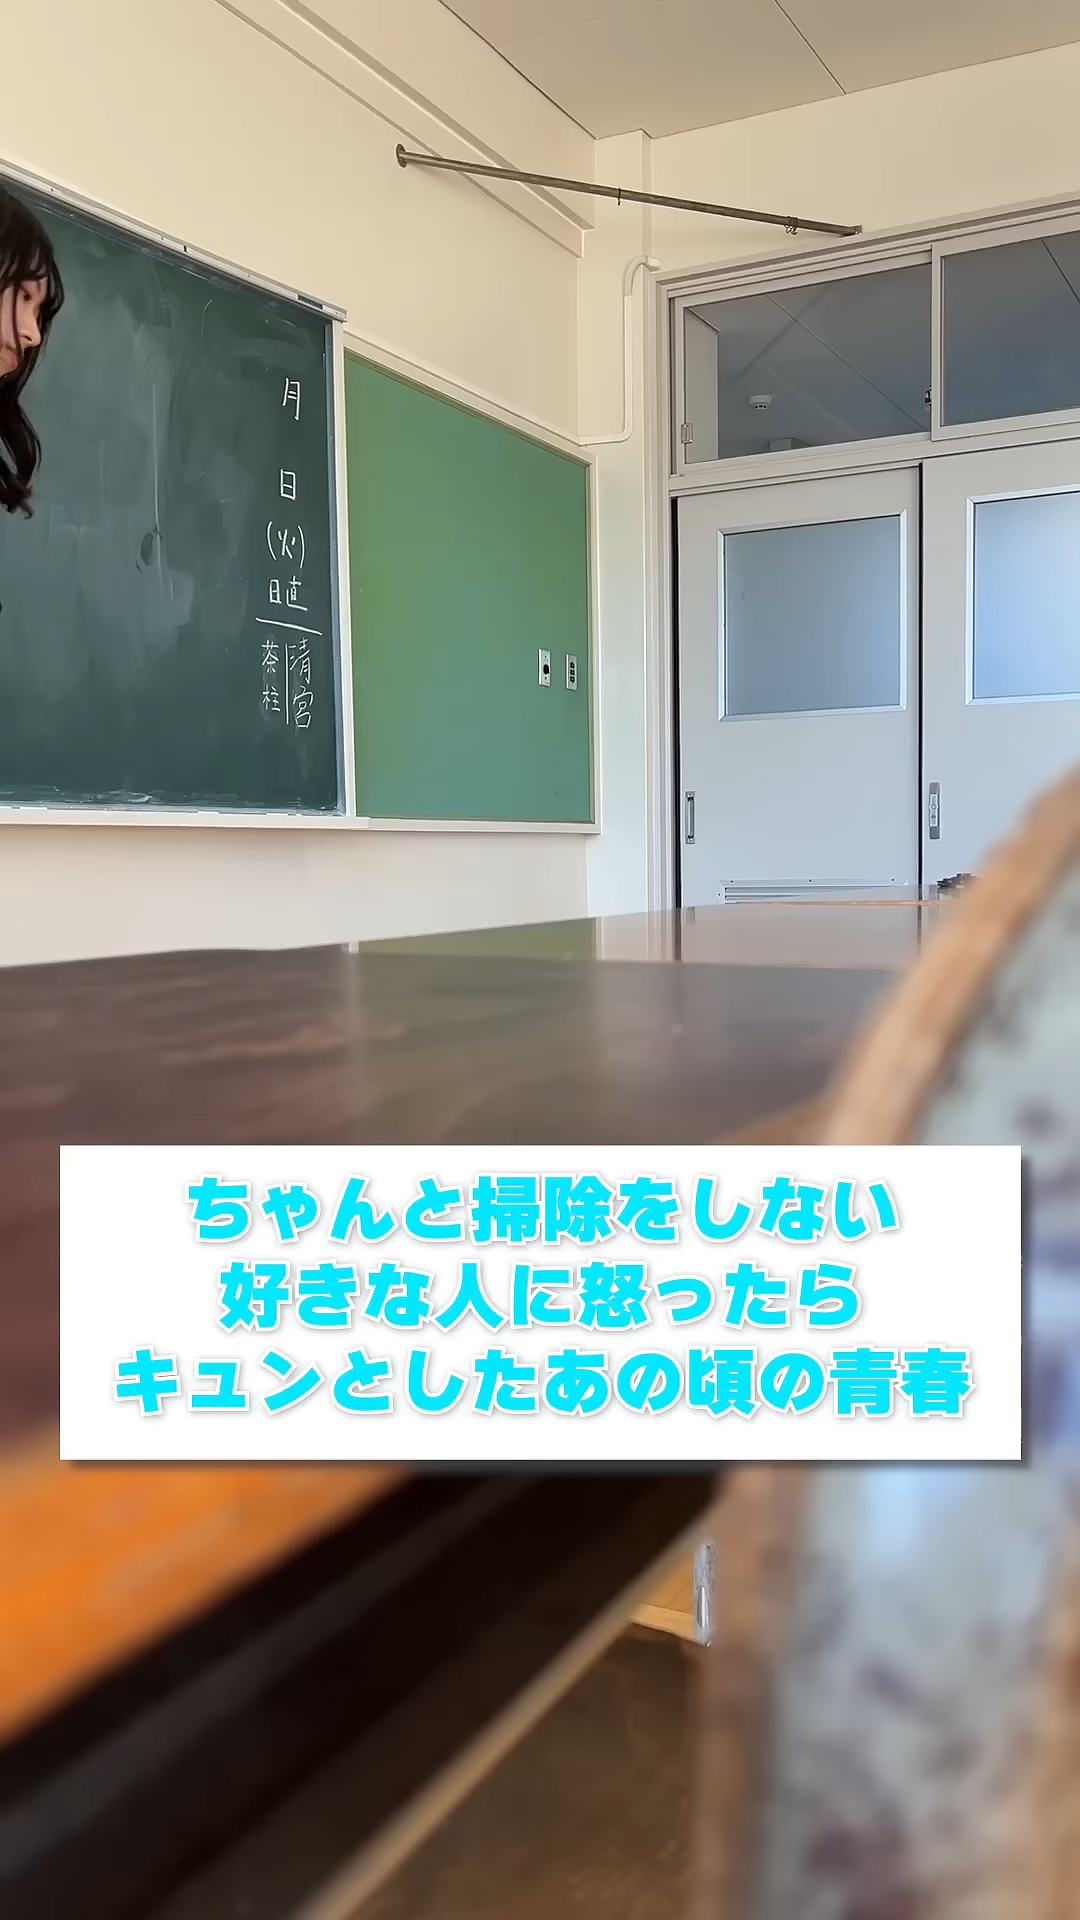 月
日
(火)
日直
清宮
茶柱
ちゃんと掃除をしない
好きな人に怒ったら
キュンとしたあの頃の青春